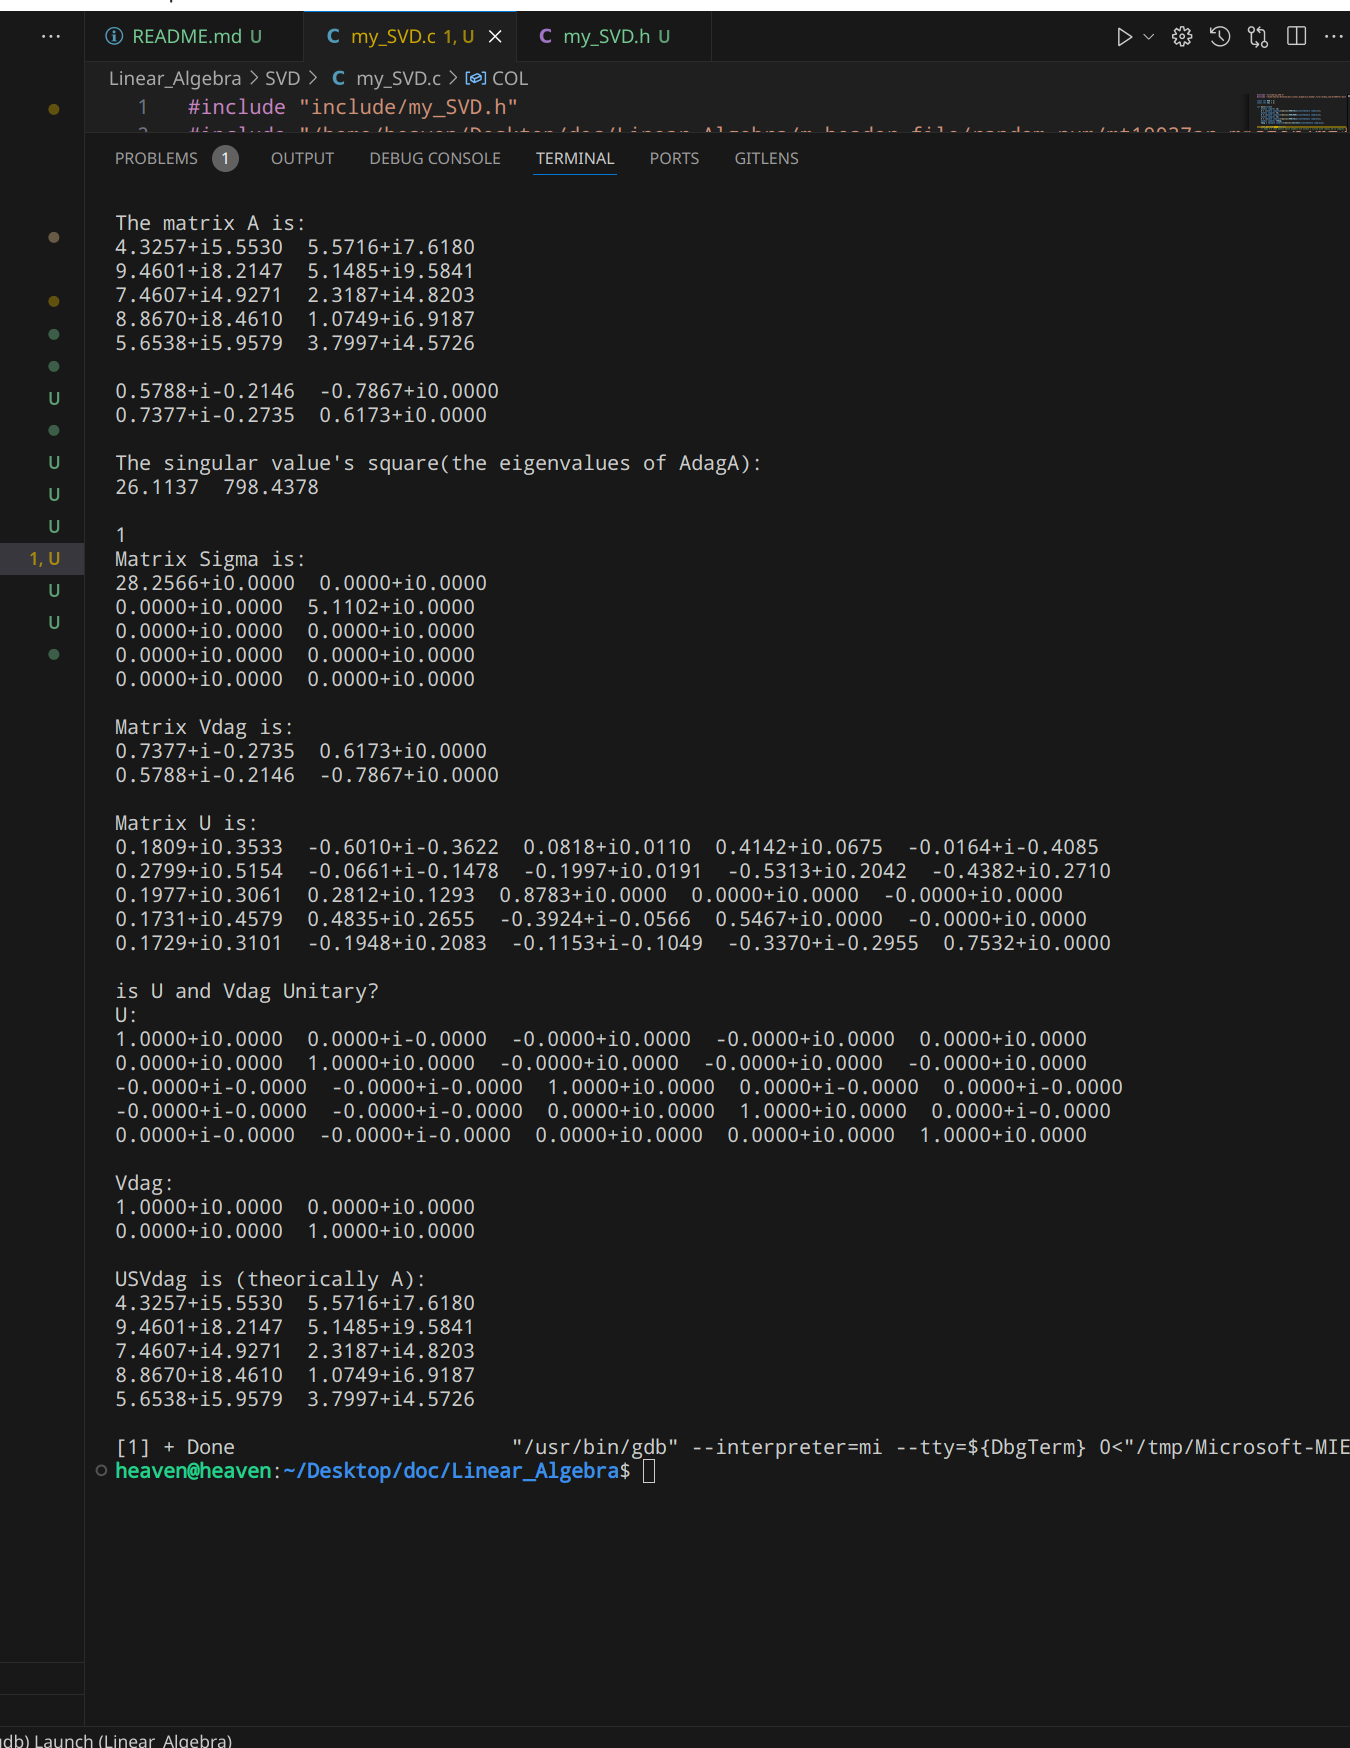 README.md U
C my_SVD.c 1, U
C my_SVD.h U
Linear_Algebra > SVD > C my_SVD.c > COL
1 #include "include/my_SVD.h"
PROBLEMS 1 OUTPUT DEBUG CONSOLE TERMINAL PORTS GITLENS
The matrix A is:
4.3257+i5.5530  5.5716+i7.6180
9.4601+i8.2147  5.1485+i9.5841
7.4607+i4.9271  2.3187+i4.8203
8.8670+i8.4610  1.0749+i6.9187
5.6538+i5.9579  3.7997+i4.5726
0.5788+i-0.2146  -0.7867+i0.0000
0.7377+i-0.2735  0.6173+i0.0000
The singular value's square(the eigenvalues of AdagA):
26.1137  798.4378
1
Matrix Sigma is:
28.2566+i0.0000  0.0000+i0.0000
0.0000+i0.0000  5.1102+i0.0000
0.0000+i0.0000  0.0000+i0.0000
0.0000+i0.0000  0.0000+i0.0000
0.0000+i0.0000  0.0000+i0.0000
Matrix Vdag is:
0.7377+i-0.2735  0.6173+i0.0000
0.5788+i-0.2146  -0.7867+i0.0000
Matrix U is:
0.1809+i0.3533  -0.6010+i-0.3622  0.0818+i0.0110  0.4142+i0.0675  -0.0164+i-0.4085
0.2799+i0.5154  -0.0661+i-0.1478  -0.1997+i0.0191  -0.5313+i0.2042  -0.4382+i0.2710
0.1977+i0.3061  0.2812+i0.1293  0.8783+i0.0000  0.0000+i0.0000  -0.0000+i0.0000
0.1731+i0.4579  0.4835+i0.2655  -0.3924+i-0.0566  0.5467+i0.0000  -0.0000+i0.0000
0.1729+i0.3101  -0.1948+i0.2083  -0.1153+i-0.1049  -0.3370+i-0.2955  0.7532+i0.0000
is U and Vdag Unitary?
U:
1.0000+i0.0000  0.0000+i-0.0000  -0.0000+i0.0000  -0.0000+i0.0000  0.0000+i0.0000
0.0000+i0.0000  1.0000+i0.0000  -0.0000+i0.0000  -0.0000+i0.0000  -0.0000+i0.0000
-0.0000+i-0.0000  -0.0000+i-0.0000  1.0000+i0.0000  0.0000+i-0.0000  0.0000+i-0.0000
-0.0000+i-0.0000  -0.0000+i-0.0000  0.0000+i0.0000  1.0000+i0.0000  0.0000+i-0.0000
0.0000+i-0.0000  -0.0000+i-0.0000  0.0000+i0.0000  0.0000+i0.0000  1.0000+i0.0000
Vdag:
1.0000+i0.0000  0.0000+i0.0000
0.0000+i0.0000  1.0000+i0.0000
USVdag is (theorically A):
4.3257+i5.5530  5.5716+i7.6180
9.4601+i8.2147  5.1485+i9.5841
7.4607+i4.9271  2.3187+i4.8203
8.8670+i8.4610  1.0749+i6.9187
5.6538+i5.9579  3.7997+i4.5726
[1] + Done "/usr/bin/gdb" --interpreter=mi --tty=${DbgTerm} 0<"/tmp/Microsoft-MIE
heaven@heaven:~/Desktop/doc/Linear_Algebra$
U
U
U
U
1, U
U
U
gdb) Launch (Linear_Algebra)